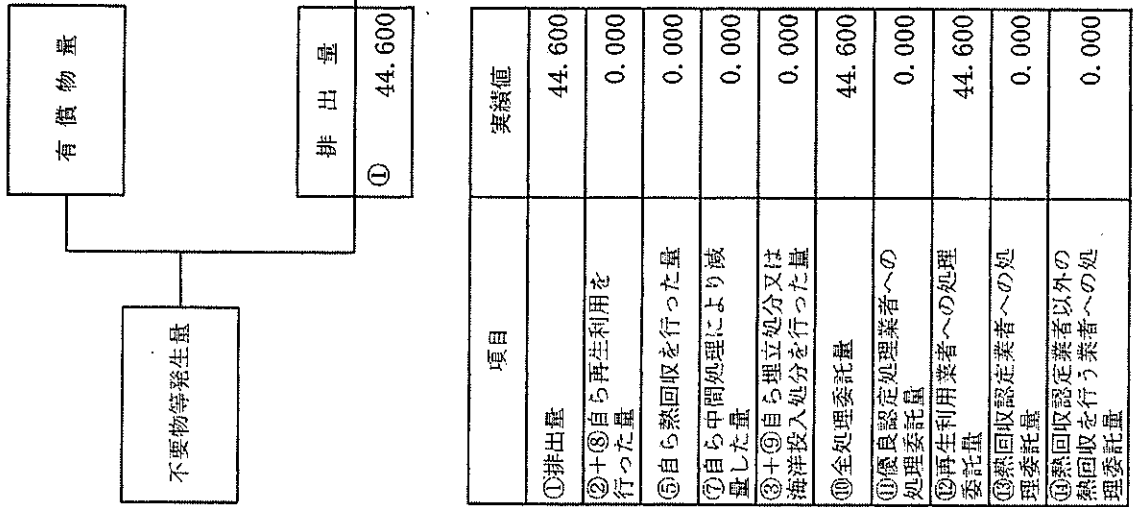 不要物等発生量
有償物量
排出量
① 44.600
項目 実績値
①排出量 44.600
②+⑧自ら再生利用を
行った量 0.000
⑤自ら熱回収を行った量 0.000
⑦自ら中間処理により減
量した量 0.000
③+⑨自ら埋立処分又は
海洋投入処分を行った量 0.000
⑩全処理委託量 44.600
⑪優良認定処理業者への
処理委託量 0.000
⑫再生利用業者への処理
委託量 44.600
⑬熱回収認定業者への処
理委託量 0.000
⑭熱回収認定業者以外の
熱回収を行う業者への処
理委託量 0.000